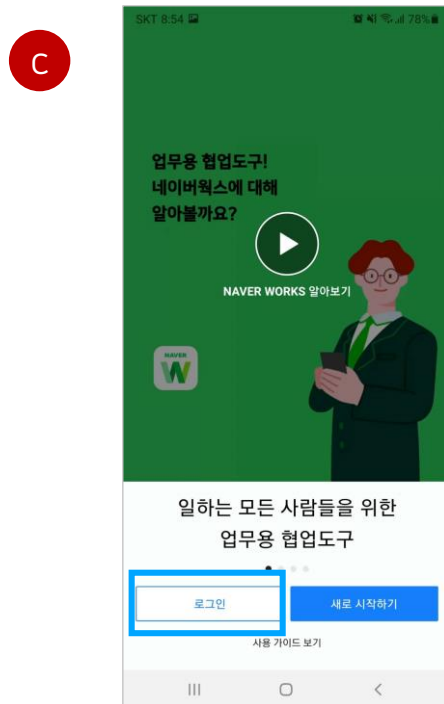 C
SKT 8:54
78%
업무용 협업도구!
네이버웍스에 대해
알아볼까요?
NAVER WORKS 알아보기
NAVER
W
일하는 모든 사람들을 위한
업무용 협업도구
로그인
새로 시작하기
사용 가이드 보기